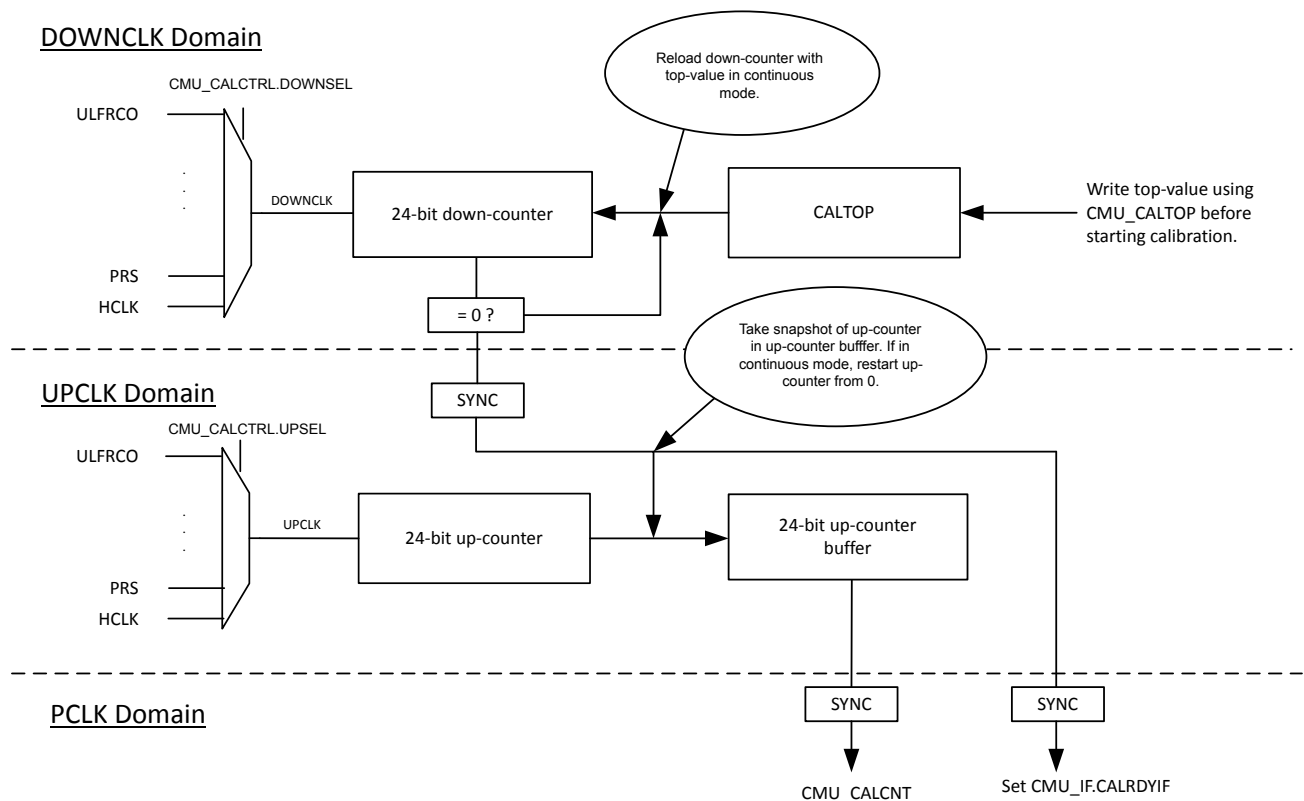 DOWNCLK Domain
CMU_CALCTRL.DOWNSEL
ULFRCO
.
.
.
PRS
HCLK
DOWNCLK
24-bit down-counter
= 0 ?
Reload down-counter with
top-value in continuous
mode.
CALTOP
Write top-value using
CMU_CALTOP before
starting calibration.
Take snapshot of up-counter
in up-counter bufffer. If in
continuous mode, restart up-
counter from 0.
UPCLK Domain
SYNC
CMU_CALCTRL.UPSEL
ULFRCO
.
.
.
PRS
HCLK
UPCLK
24-bit up-counter
24-bit up-counter
buffer
PCLK Domain
SYNC
SYNC
CMU_CALCNT
Set CMU_IF.CALRDYIF